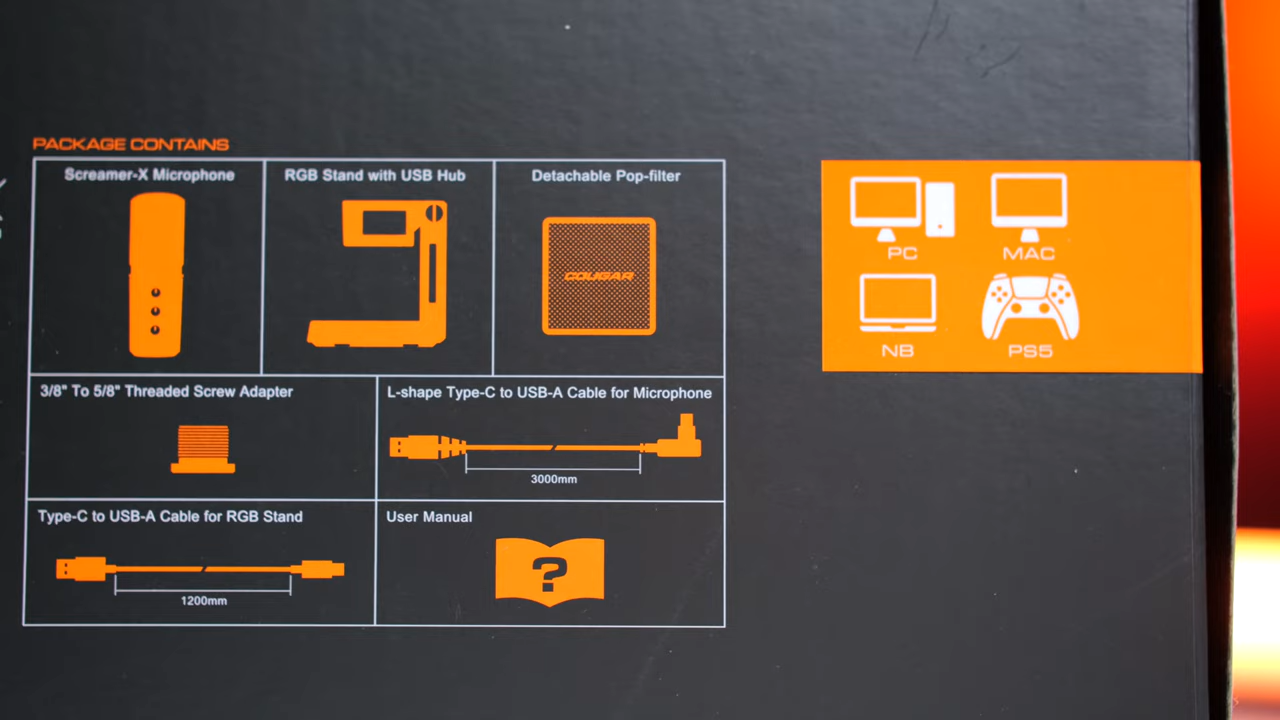 PACKAGE CONTAINS
Screamer-X Microphone
RGB Stand with USB Hub
Detachable Pop-filter
COUGAR
3/8" To 5/8" Threaded Screw Adapter
L-shape Type-C to USB-A Cable for Microphone
3000mm
Type-C to USB-A Cable for RGB Stand
1200mm
User Manual
?
PC
MAC
NB
PS5